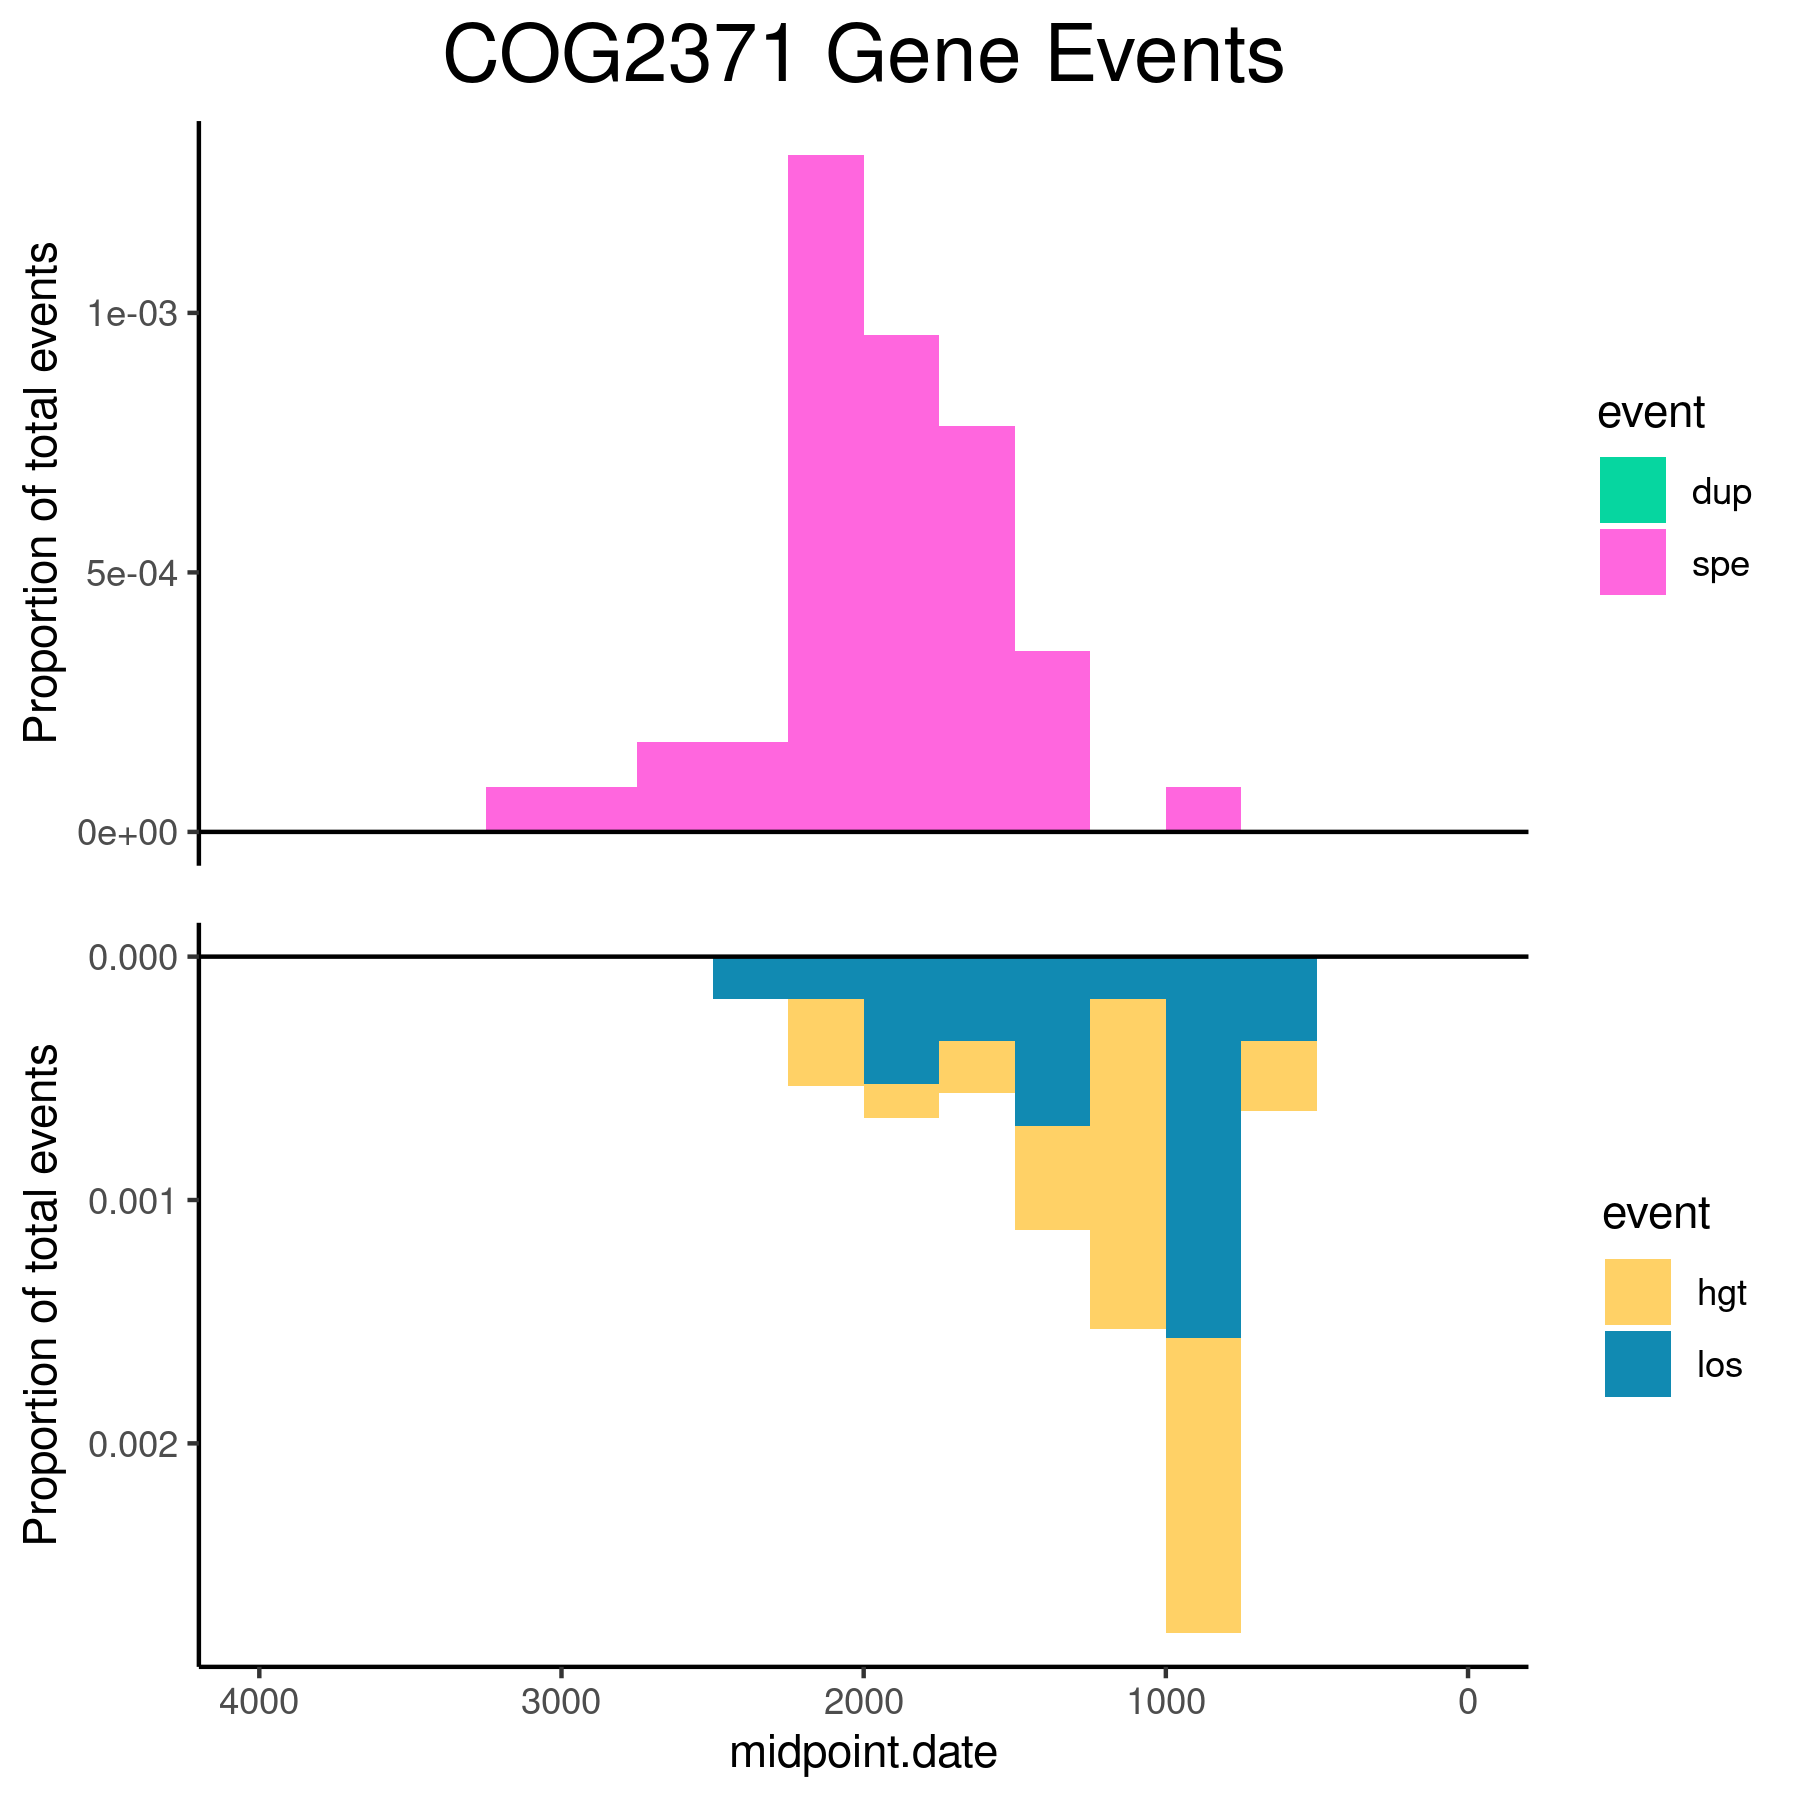 COG2371 Gene Events
Proportion of total events
1e-03
5e-04
0e+00
event
dup
spe
Proportion of total events
0.000
0.001
0.002
event
hgt
los
4000 3000 2000 1000 0
midpoint.date